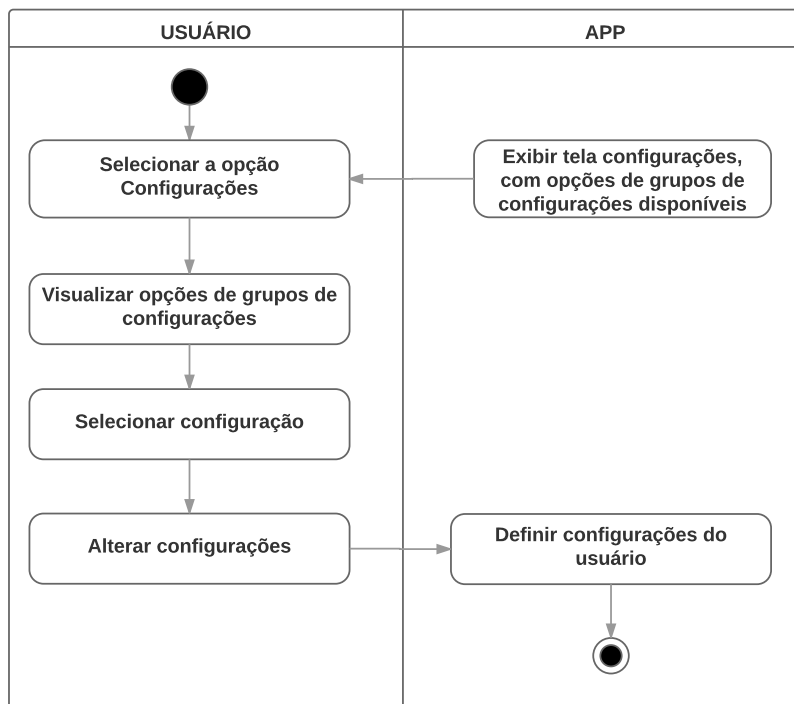 USUÁRIO
APP
Selecionar a opção
Configurações
Exibir tela configurações,
com opções de grupos de
configurações disponíveis
Visualizar opções de grupos de
configurações
Selecionar configuração
Alterar configurações
Definir configurações do
usuário